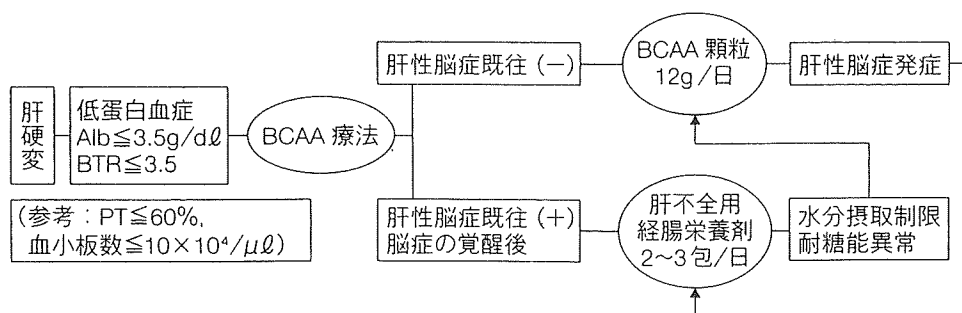 肝硬変
低蛋白血症
Alb≦3.5g/dℓ
BTR≦3.5
(参考：PT≦60%,
血小板数≦10×10⁴/μℓ)
BCAA 療法
肝性脳症既往 (−)
BCAA 顆粒
12g/日
肝性脳症発症
肝性脳症既往 (＋)
脳症の覚醒後
肝不全用
経腸栄養剤
2〜3包/日
水分摂取制限
耐糖能異常